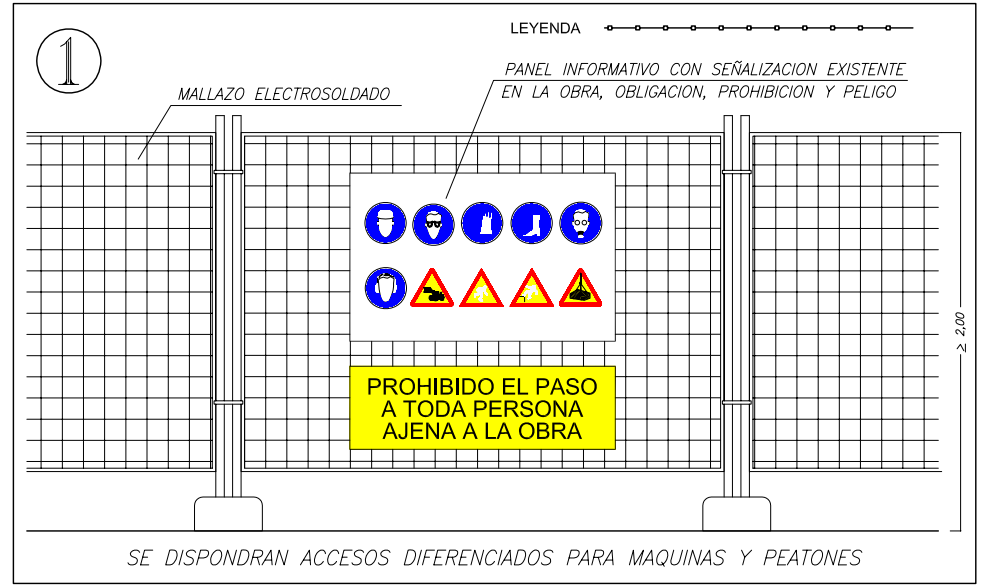 1
LEYENDA
PANEL INFORMATIVO CON SEÑALIZACION EXISTENTE
EN LA OBRA, OBLIGACION, PROHIBICION Y PELIGO
MALLAZO ELECTROSOLDADO
≥ 2,00
PROHIBIDO EL PASO
A TODA PERSONA
AJENA A LA OBRA
SE DISPONDRAN ACCESOS DIFERENCIADOS PARA MAQUINAS Y PEATONES